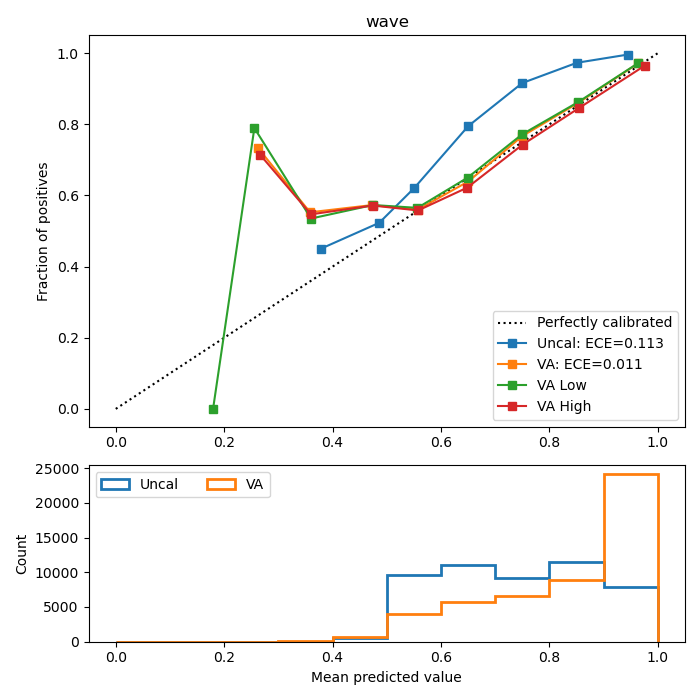 wave
1.0
0.8
0.6
0.4
0.2
0.0
Fraction of positives
Perfectly calibrated
Uncal: ECE=0.113
VA: ECE=0.011
VA Low
VA High
0.0 0.2 0.4 0.6 0.8 1.0
25000
20000
15000
10000
5000
0
Count
Uncal VA
0.0 0.2 0.4 0.6 0.8 1.0
Mean predicted value